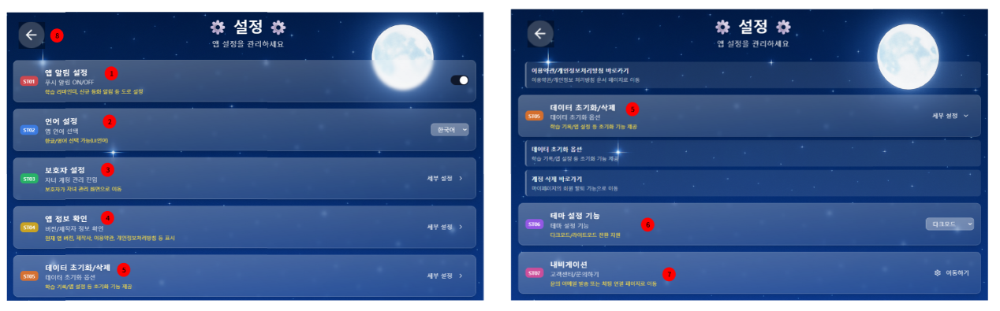 설정
앱 설정을 관리하세요
8
앱 알림 설정
1
ST01
푸시 알림 ON/OFF
학습 리마인더, 신규 동화 알림 등 도로 설정
언어 설정
2
ST02
앱 언어 선택
한글/영어 선택 가능(UI언어)
한국어
보호자 설정
3
ST03
자녀 계정 관리 진입
보호자가 자녀 관리 화면으로 이동
세부 설정
앱 정보 확인
4
ST04
버전/제작자 정보 확인
현재 앱 버전, 제작사, 이용약관, 개인정보처리방침 등 표시
세부 설정
데이터 초기화/삭제
5
ST05
데이터 초기화 옵션
학습 기록/앱 설정 등 초기화 기능 제공
세부 설정
설정
앱 설정을 관리하세요
이용약관/개인정보처리방침 바로가기
이용약관/개인정보 처리방침 문서 페이지로 이동
데이터 초기화/삭제
5
ST05
데이터 초기화 옵션
학습 기록/앱 설정 등 초기화 기능 제공
세부 설정
데이터 초기화 옵션
학습 기록/앱 설정 등 초기화 기능 제공
계정 삭제 바로가기
마이페이지의 회원 탈퇴 기능으로 이동
테마 설정 기능
ST06
테마 설정 기능
6
다크모드/라이트모드 전환 지원
다크모드
내비게이션
ST07
고객센터/문의하기
7
문의 이메일 발송 또는 채팅 연결 페이지로 이동
이동하기